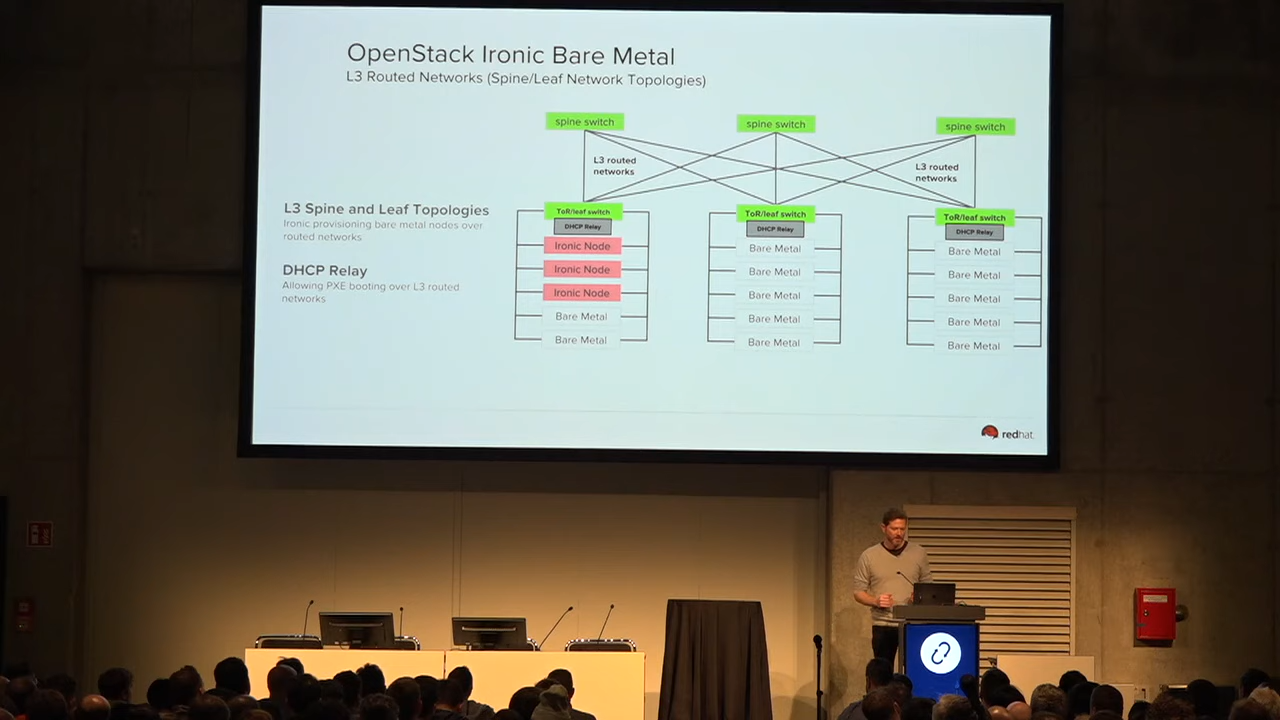 OpenStack Ironic Bare Metal
L3 Routed Networks (Spine/Leaf Network Topologies)
spine switch
spine switch
spine switch
L3 routed
networks
L3 routed
networks
L3 Spine and Leaf Topologies
Ironic provisioning bare metal nodes over
routed networks
DHCP Relay
Allowing PXE booting over L3 routed
networks
ToR/leaf switch
DHCP Relay
Ironic Node
Ironic Node
Ironic Node
Bare Metal
Bare Metal
ToR/leaf switch
DHCP Relay
Bare Metal
Bare Metal
Bare Metal
Bare Metal
Bare Metal
ToR/leaf switch
DHCP Relay
Bare Metal
Bare Metal
Bare Metal
Bare Metal
Bare Metal
redhat